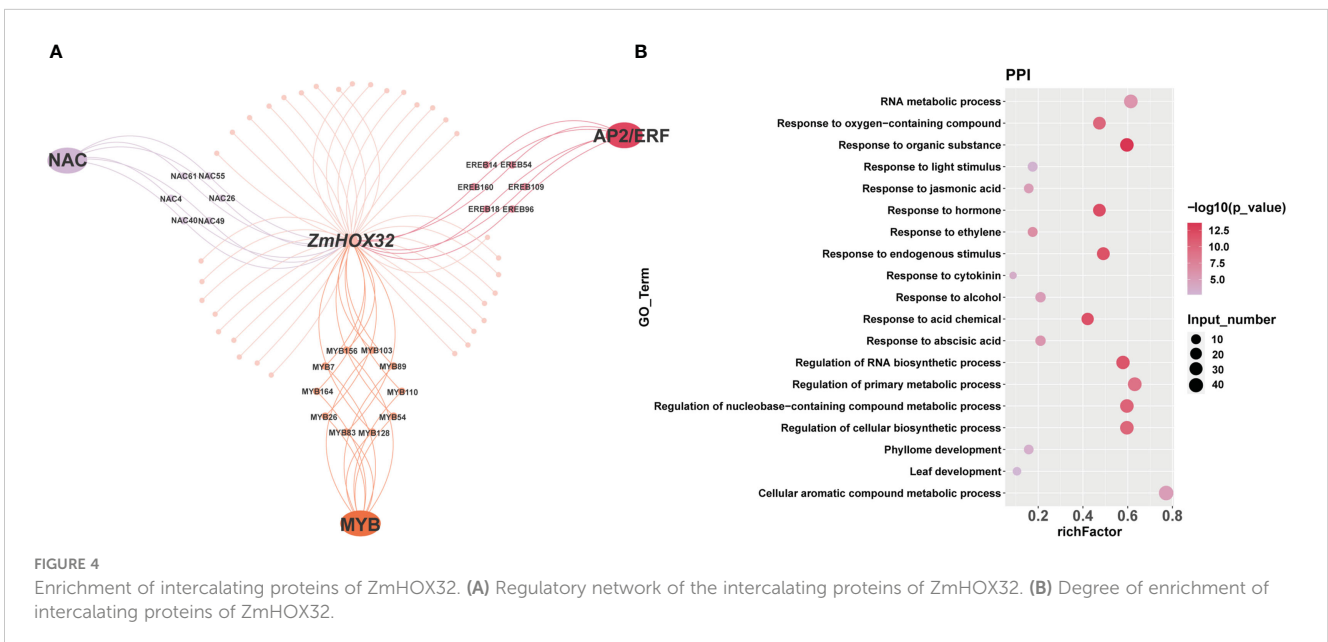 A
NAC
NAC61 NAC55
NAC4 NAC26
NAC40 NAC49
ZmHOX32
AP2/ERF
EREB14 EREB54
EREB160 EREB109
EREB18 EREB96
MYB156 MYB103
MYB7 MYB89
MYB164 MYB110
MYB26 MYB54
MYB83 MYB128
MYB
B
PPI
GO_Term
RNA metabolic process
Response to oxygen-containing compound
Response to organic substance
Response to light stimulus
Response to jasmonic acid
Response to hormone
Response to ethylene
Response to endogenous stimulus
Response to cytokinin
Response to alcohol
Response to acid chemical
Response to abscisic acid
Regulation of RNA biosynthetic process
Regulation of primary metabolic process
Regulation of nucleobase-containing compound metabolic process
Regulation of cellular biosynthetic process
Phyllome development
Leaf development
Cellular aromatic compound metabolic process
0.2 0.4 0.6 0.8
richFactor
−log10(p_value)
12.5
10.0
7.5
5.0
Input_number
10
20
30
40
FIGURE 4
Enrichment of intercalating proteins of ZmHOX32. (A) Regulatory network of the intercalating proteins of ZmHOX32. (B) Degree of enrichment of
intercalating proteins of ZmHOX32.